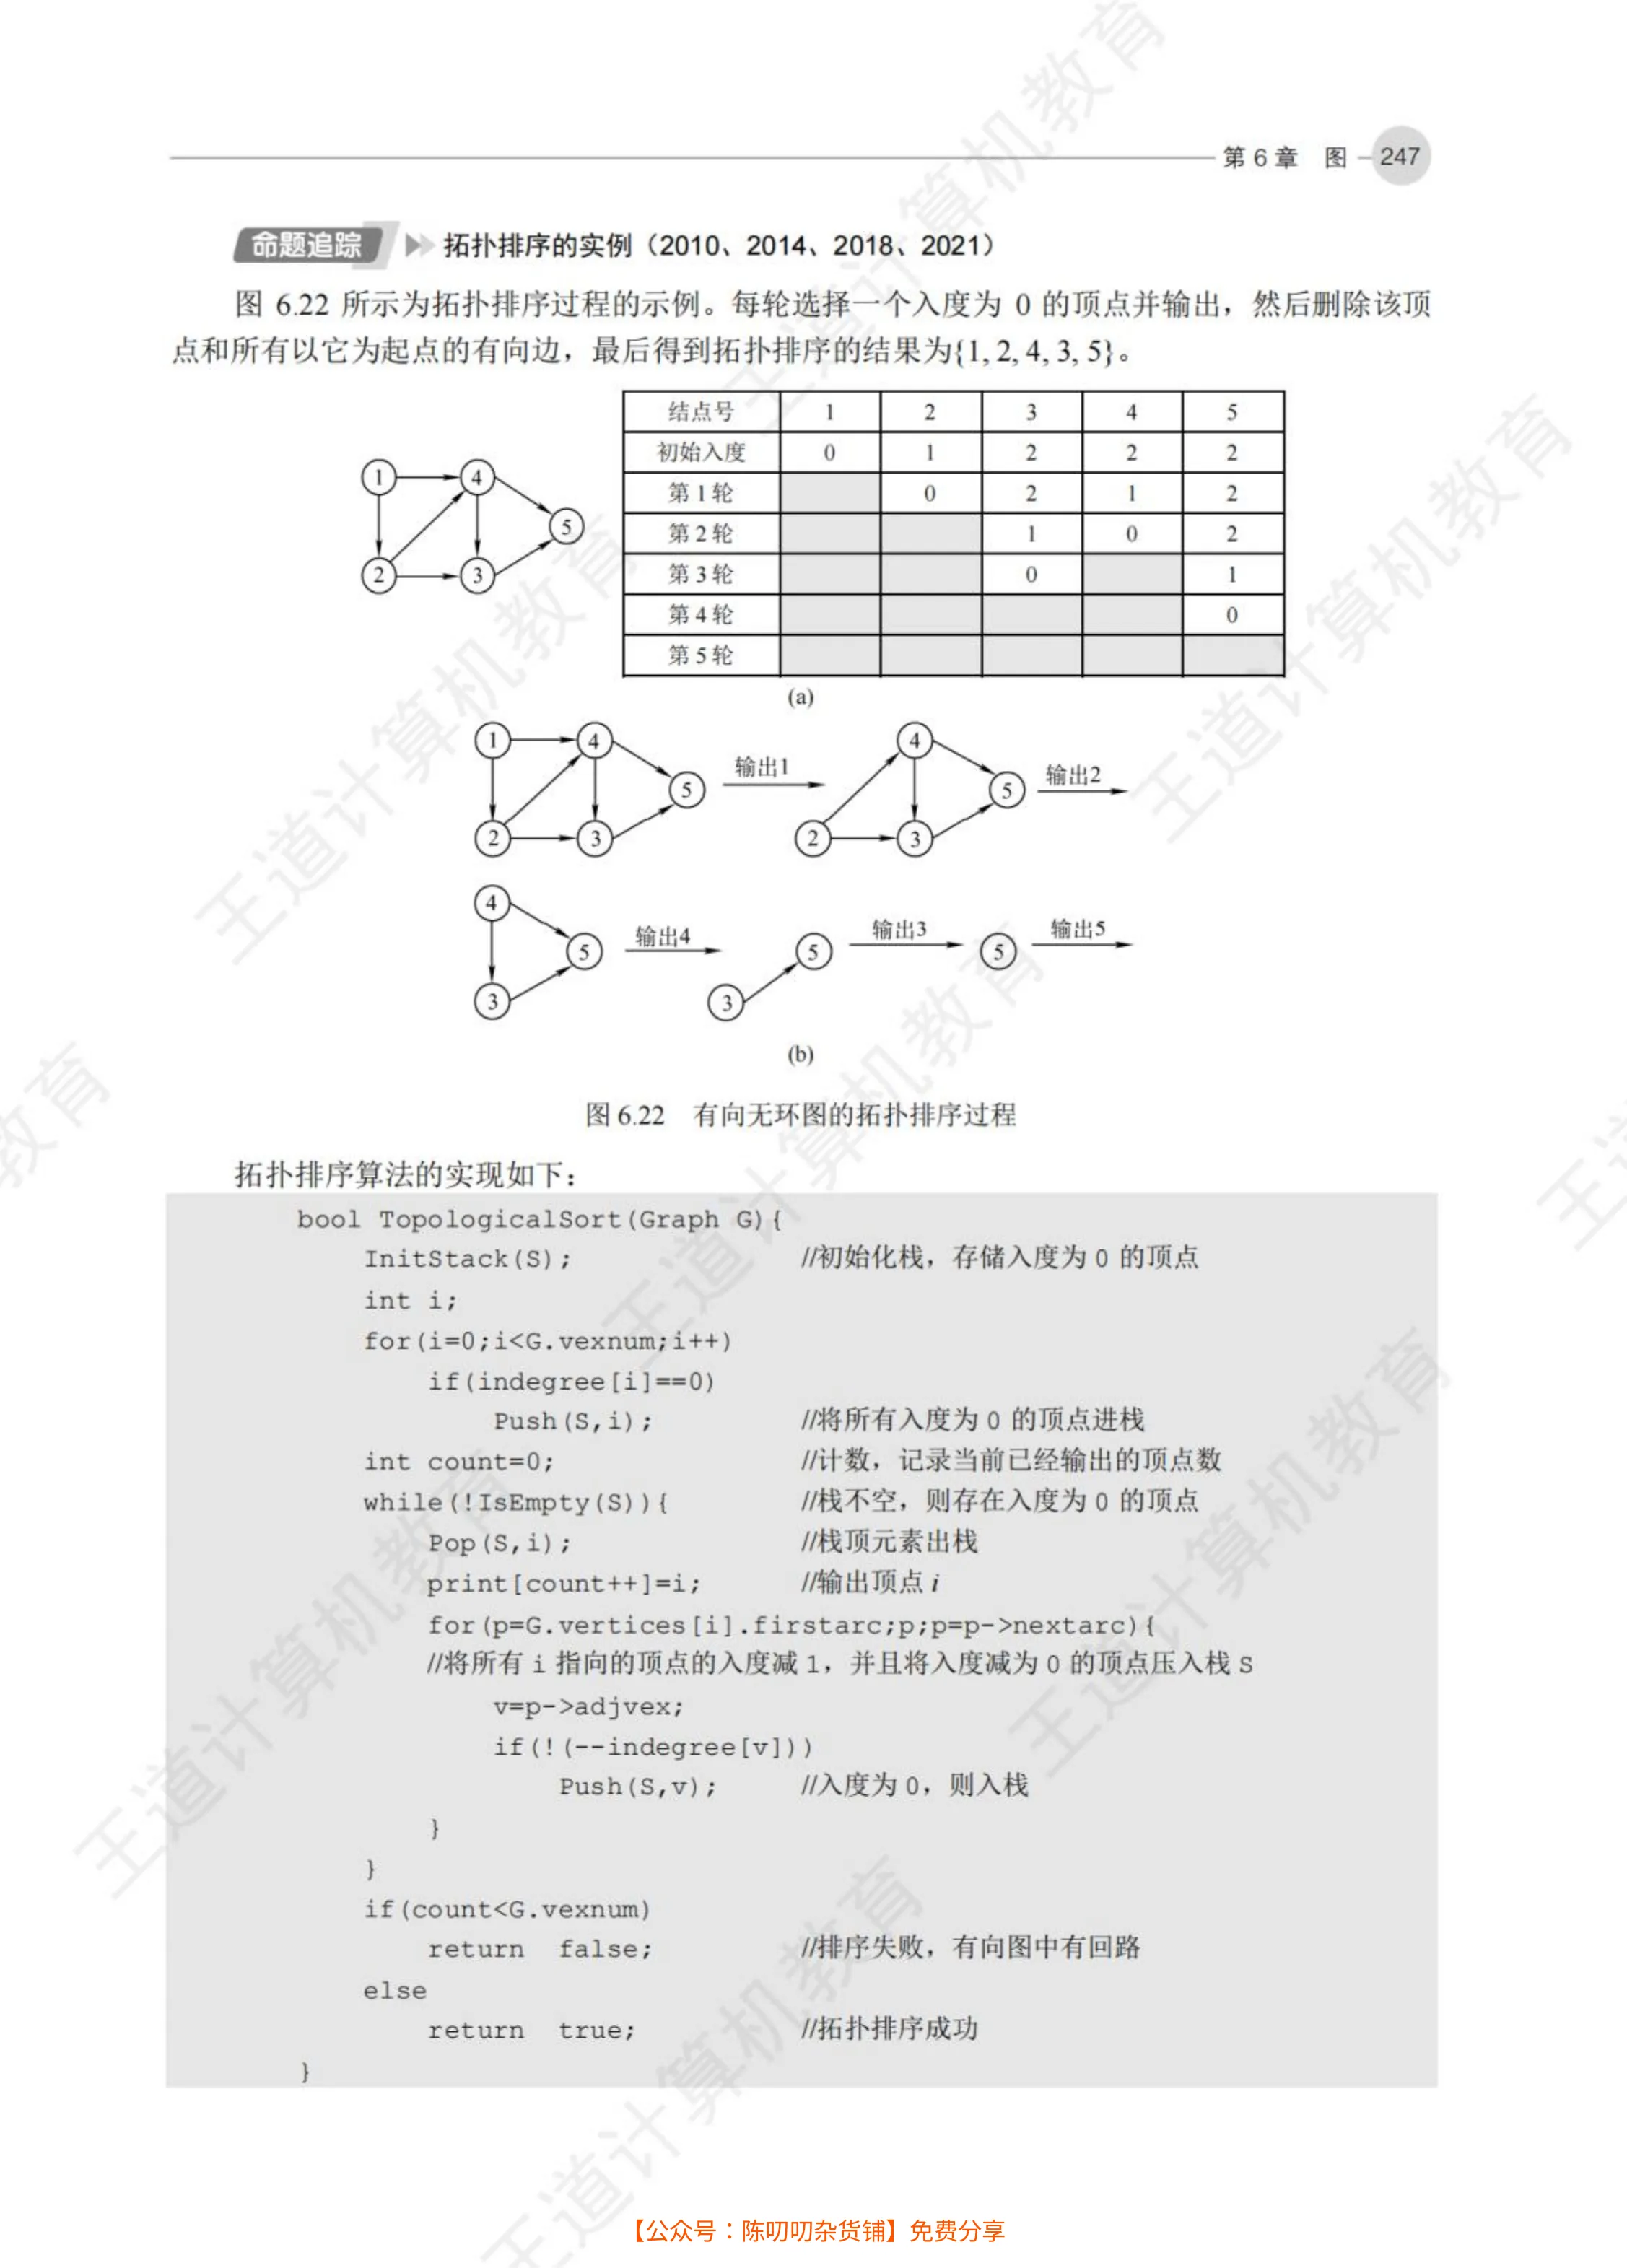 第 6 章 图 247
命题追踪 拓扑排序的实例（2010、2014、2018、2021）
图 6.22 所示为拓扑排序过程的示例。每轮选择一个入度为 0 的顶点并输出，然后删除该顶
点和所有以它为起点的有向边，最后得到拓扑排序的结果为{1, 2, 4, 3, 5}。
1 4 5 2 3
结点号 1 2 3 4 5
初始入度 0 1 2 2 2
第 1 轮 0 2 1 2
第 2 轮 1 0 2
第 3 轮 0 1
第 4 轮 0
第 5 轮
(a)
1 4 5 2 3 输出1 4 5 2 3 输出2
4 5 3 输出4 5 3 输出3 5 输出5
(b)
图 6.22 有向无环图的拓扑排序过程
拓扑排序算法的实现如下：
bool TopologicalSort(Graph G){
InitStack(S); //初始化栈，存储入度为 0 的顶点
int i;
for(i=0;i<G.vexnum;i++)
if(indegree[i]==0)
Push(S,i); //将所有入度为 0 的顶点进栈
int count=0; //计数，记录当前已经输出的顶点数
while(!IsEmpty(S)){ //栈不空，则存在入度为 0 的顶点
Pop(S,i); //栈顶元素出栈
print[count++]=i; //输出顶点 i
for(p=G.vertices[i].firstarc;p;p=p->nextarc){
//将所有 i 指向的顶点的入度减 1，并且将入度减为 0 的顶点压入栈 S
v=p->adjvex;
if(!(--indegree[v]))
Push(S,v); //入度为 0，则入栈
}
}
if(count<G.vexnum)
return false; //排序失败，有向图中有回路
else
return true; //拓扑排序成功
}
王道计算机教育
【公众号：陈叨叨杂货铺】免费分享